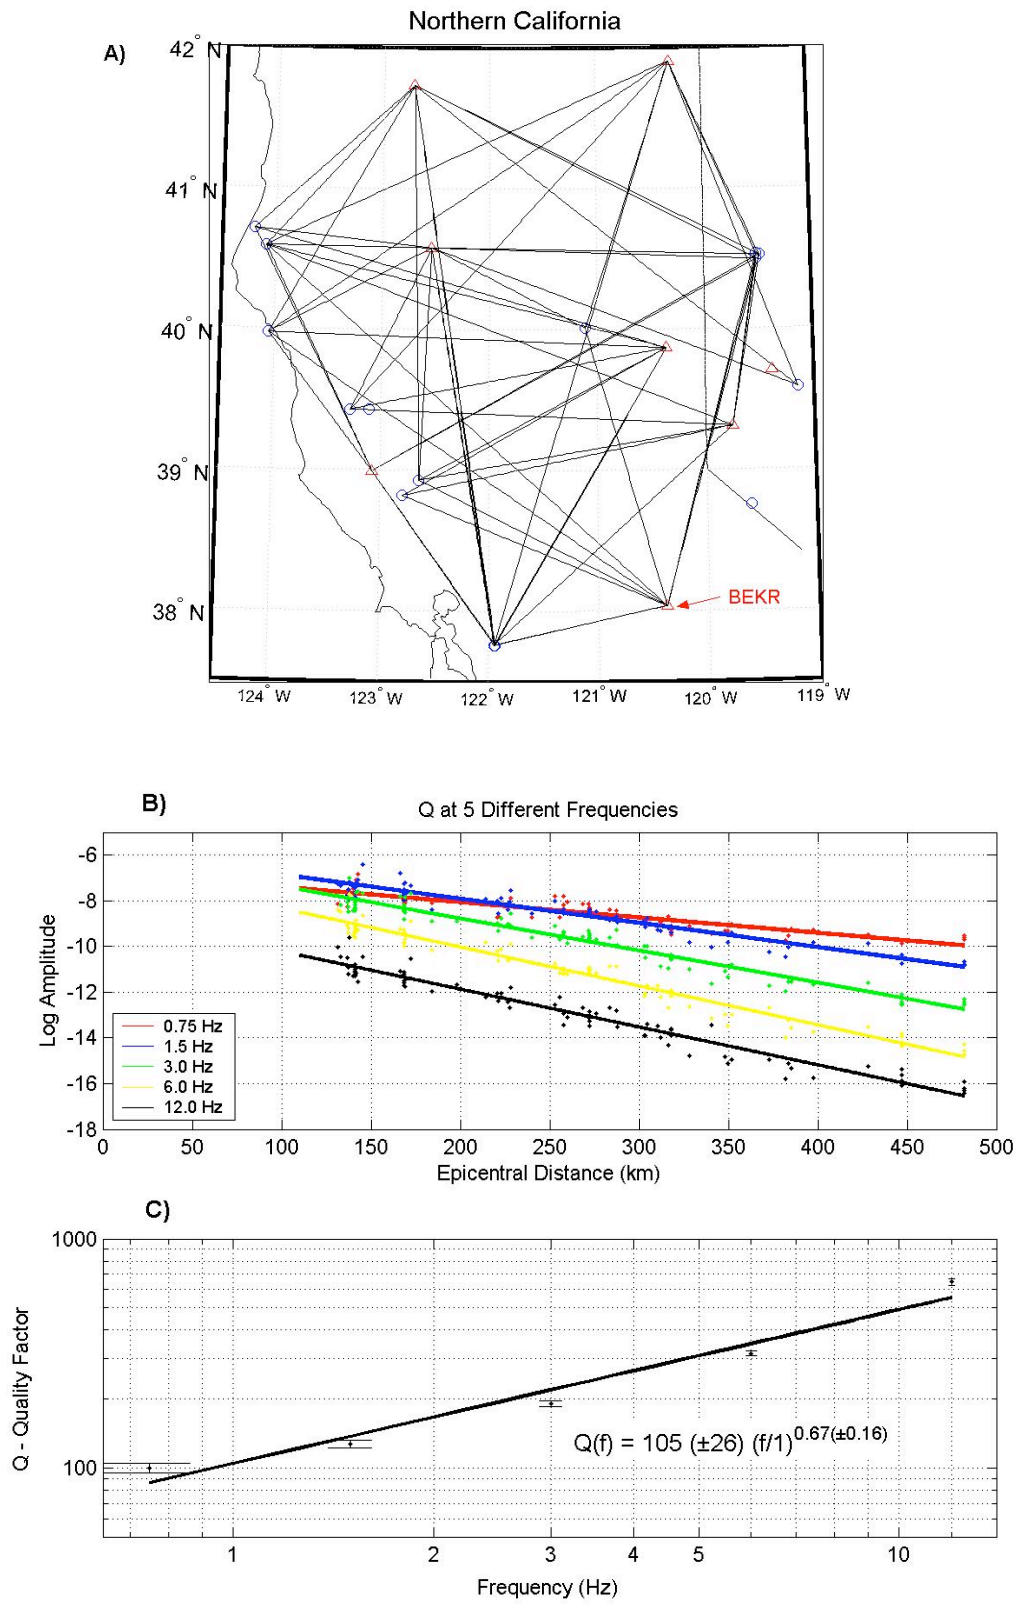 Northern California
A)
42° N
41° N
40° N
39° N
38° N
BEKR
124° W 123° W 122° W 121° W 120° W 119° W
B)
Q at 5 Different Frequencies
Log Amplitude
-6
-8
-10
-12
-14
-16
-18
0.75 Hz
1.5 Hz
3.0 Hz
6.0 Hz
12.0 Hz
0 50 100 150 200 250 300 350 400 450 500
Epicentral Distance (km)
C)
Q - Quality Factor
1000
100
Q(f) = 105 (±26) (f/1)^0.67(±0.16)
1 2 3 4 5 10
Frequency (Hz)